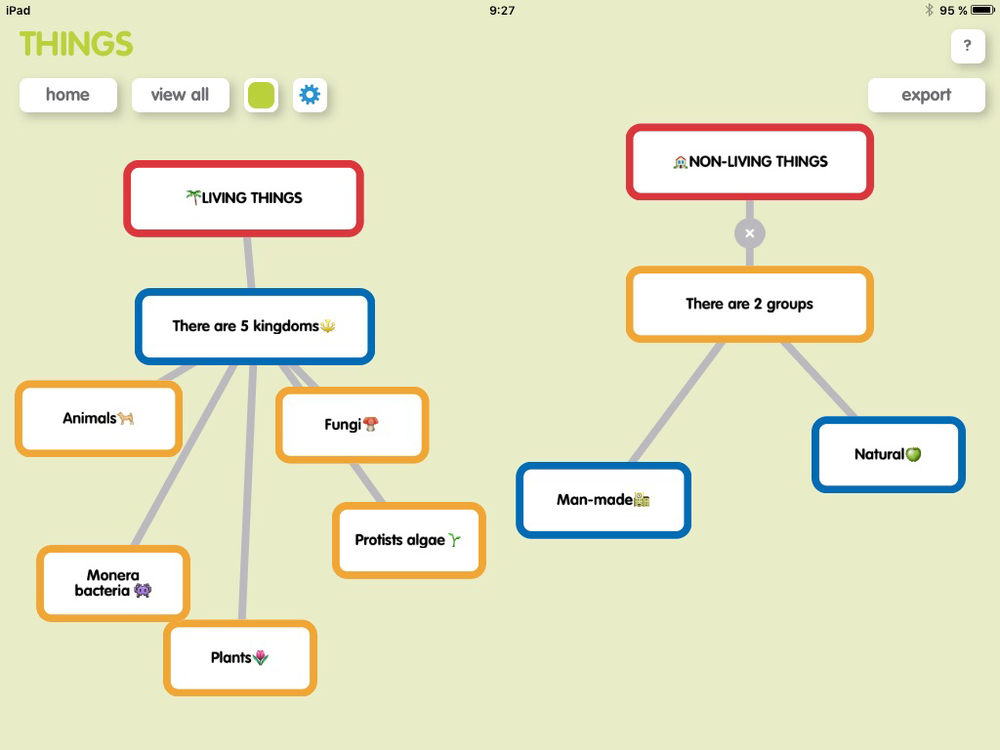 iPad
9:27
95 %
THINGS
?
home
view all
export
🌴LIVING THINGS
🏠NON-LIVING THINGS
There are 5 kingdoms🔱
There are 2 groups
Animals🐕
Fungi🍄
Natural🍏
Man-made🏫
Protists algae🌱
Monera
bacteria 👾
Plants🌷